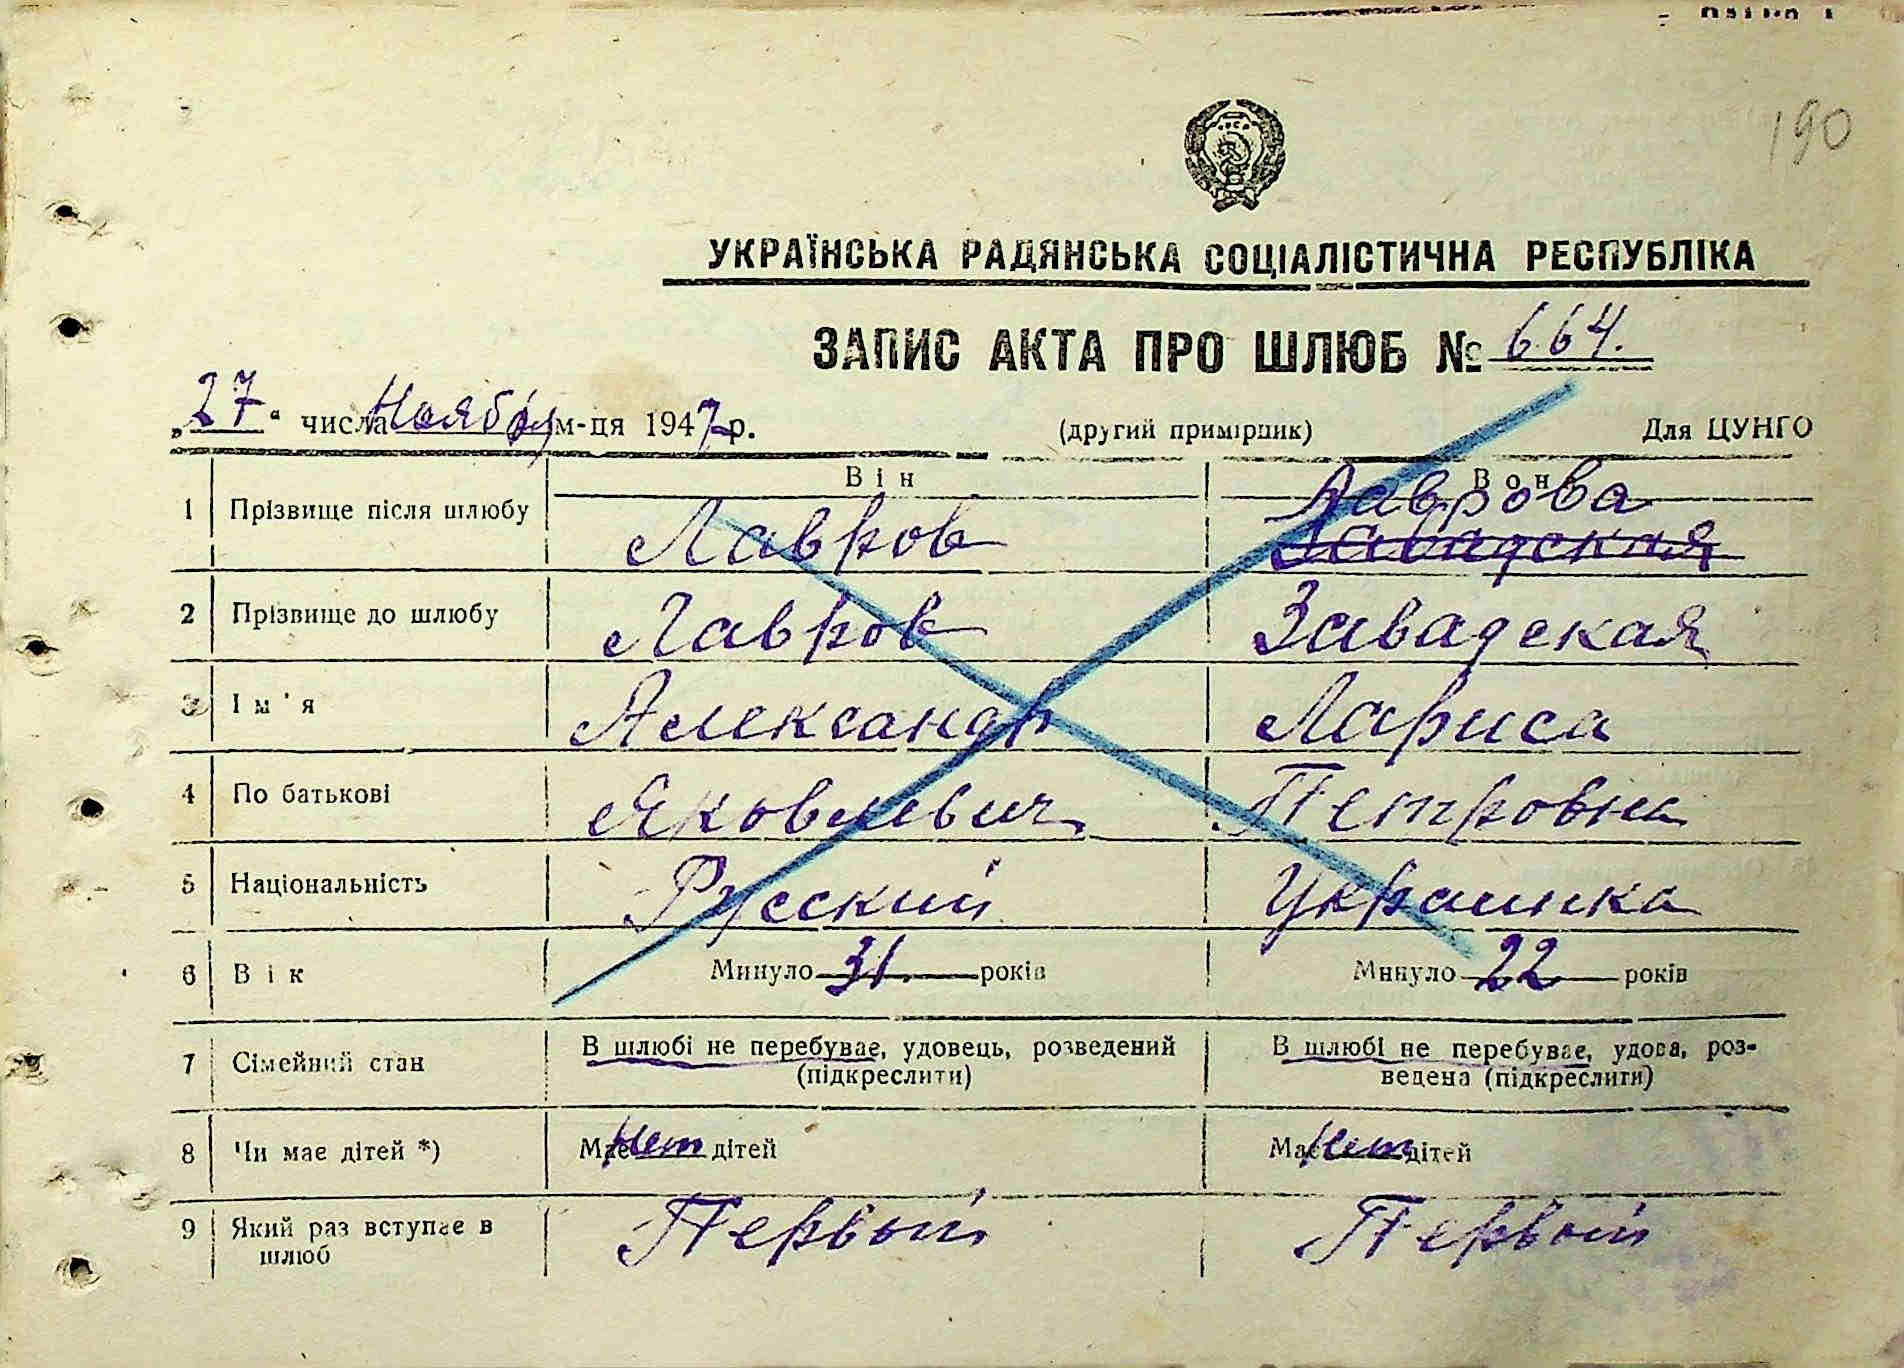 190
УКРАЇНСЬКА РАДЯНСЬКА СОЦІАЛІСТИЧНА РЕСПУБЛІКА
ЗАПИС АКТА ПРО ШЛЮБ № 664.
„27“ числа Ноября м-ця 1947 р. (другий примірник) Для ЦУНГО
Він Вона
Лаврова
1 Прізвище після шлюбу Лавров Завадская
2 Прізвище до шлюбу Лавров Завадская
3 Ім'я Александр Лариса
4 По батькові Яковлевич Петровна
5 Національність Русский Украинка
6 Вік Минуло 31 років Минуло 22 років
7 Сімейний стан В шлюбі не перебуває, удовець, розведений (підкреслити) В шлюбі не перебуває, удова, роз-
ведена (підкреслити)
8 Чи має дітей *) Має Нет дітей Має Нет дітей
9 Який раз вступає в шлюб Первый Первый